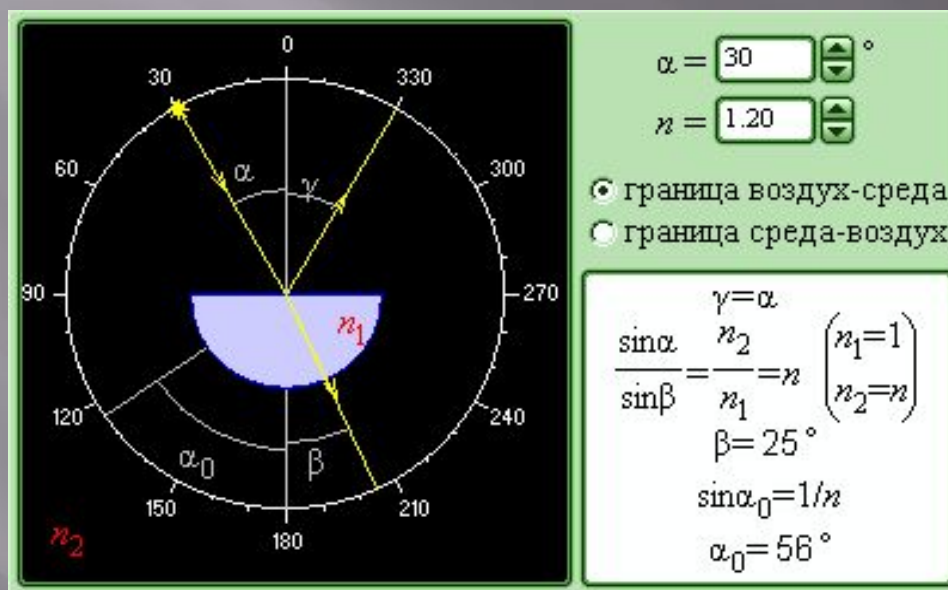 0
30
330
60
300
90
270
120
240
150
210
180
α
γ
n₁
α₀
β
n₂
α = 30 °
n = 1.20
граница воздух-среда
граница среда-воздух
γ=α
sinα/sinβ = n₂/n₁ = n (n₁=1 n₂=n)
β= 25 °
sinα₀=1/n
α₀= 56 °